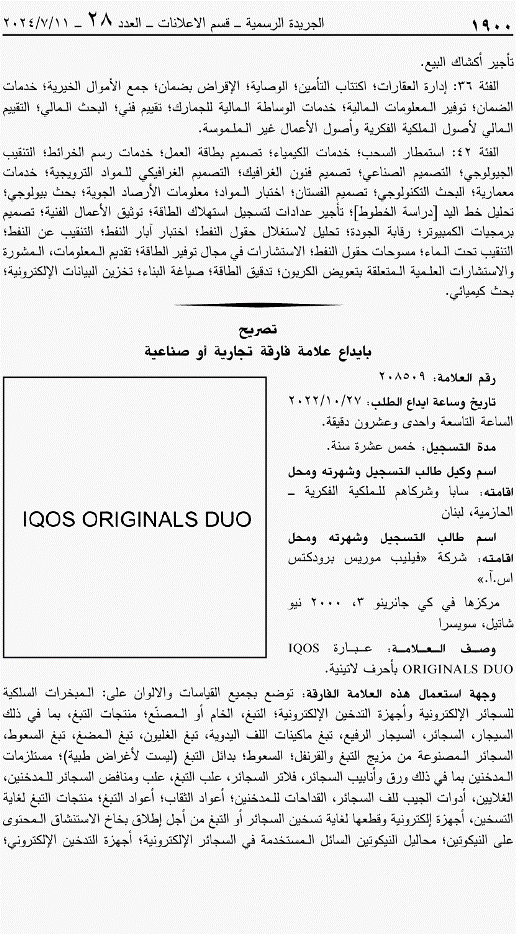 ١٩٠٠
الجريدة الرسمية – قسم الاعلانات – العدد ٢٨ – ٢٠٢٤/٧/١١
تأجير أكشاك البيع.
الفئة ٣٦: إدارة العقارات؛ اكتتاب التأمين؛ الوصاية؛ الإقراض بضمان؛ جمع الأموال الخيرية؛ خدمات
الضمان؛ توفير المعلومات المالية؛ خدمات الوساطة المالية للجمارك؛ تقييم فني؛ البحث المالي؛ التقييم
المالي لأصول الملكية الفكرية وأصول الأعمال غير الملموسة.
الفئة ٤٢: استمطار السحب؛ خدمات الكيمياء؛ تصميم بطاقة العمل؛ خدمات رسم الخرائط؛ التنقيب
الجيولوجي؛ التصميم الصناعي؛ تصميم فنون الغرافيك؛ التصميم الغرافيكي للمواد الترويجية؛ خدمات
معمارية؛ البحث التكنولوجي؛ تصميم الفستان؛ اختبار المواد؛ معلومات الأرصاد الجوية؛ بحث بيولوجي؛
تحليل خط اليد [دراسة الخطوط]؛ تأجير عدادات لتسجيل استهلاك الطاقة؛ توثيق الأعمال الفنية؛ تصميم
برمجيات الكمبيوتر؛ رقابة الجودة؛ تحليل لاستغلال حقول النفط؛ اختبار آبار النفط؛ التنقيب عن النفط؛
التنقيب تحت الماء؛ مسوحات حقول النفط؛ الاستشارات في مجال توفير الطاقة؛ تقديم المعلومات، المشورة
والاستشارات العلمية المتعلقة بتعويض الكربون؛ تدقيق الطاقة؛ صياغة البناء؛ تخزين البيانات الإلكترونية؛
بحث كيميائي.
تصريح
بايداع علامة فارقة تجارية أو صناعية
رقم العلامة: ٢٠٨٥٠٩
تاريخ وساعة ايداع الطلب: ٢٠٢٢/١٠/٢٧
الساعة التاسعة واحدى وعشرون دقيقة.
مدة التسجيل: خمس عشرة سنة.
اسم وكيل طالب التسجيل وشهرته ومحل
اقامته: سابا وشركاهم للملكية الفكرية –
الحازمية، لبنان
اسم طالب التسجيل وشهرته ومحل
اقامته: شركة «فيليب موريس برودكتس
اس.آ.»
مركزها في كي جانرينو ٣، ٢٠٠٠ نيو
شاتيل، سويسرا
وصف العلامة: عبارة IQOS
ORIGINALS DUO بأحرف لاتينية.
IQOS ORIGINALS DUO
وجهة استعمال هذه العلامة الفارقة: توضع بجميع القياسات والالوان على: المبخرات السلكية
للسجائر الإلكترونية وأجهزة التدخين الإلكترونية؛ التبغ، الخام أو المصنّع؛ منتجات التبغ، بما في ذلك
السيجار، السجائر، السيجار الرفيع، تبغ ماكينات اللف اليدوية، تبغ الغليون، تبغ المضغ، تبغ السعوط،
السجائر المصنوعة من مزيج التبغ والقرنفل؛ السعوط؛ بدائل التبغ (ليست لأغراض طبية)؛ مستلزمات
المدخنين بما في ذلك ورق وأنابيب السجائر، فلاتر السجائر، علب التبغ، علب ومنافض السجائر للمدخنين،
الغلايين، أدوات الجيب للف السجائر، القداحات للمدخنين؛ أعواد الثقاب؛ أعواد التبغ؛ منتجات التبغ لغاية
التسخين، أجهزة إلكترونية وقطعها لغاية تسخين السجائر أو التبغ من أجل إطلاق بخاخ الاستنشاق المحتوى
على النيكوتين؛ محاليل النيكوتين السائل المستخدمة في السجائر الإلكترونية؛ أجهزة التدخين الإلكتروني؛